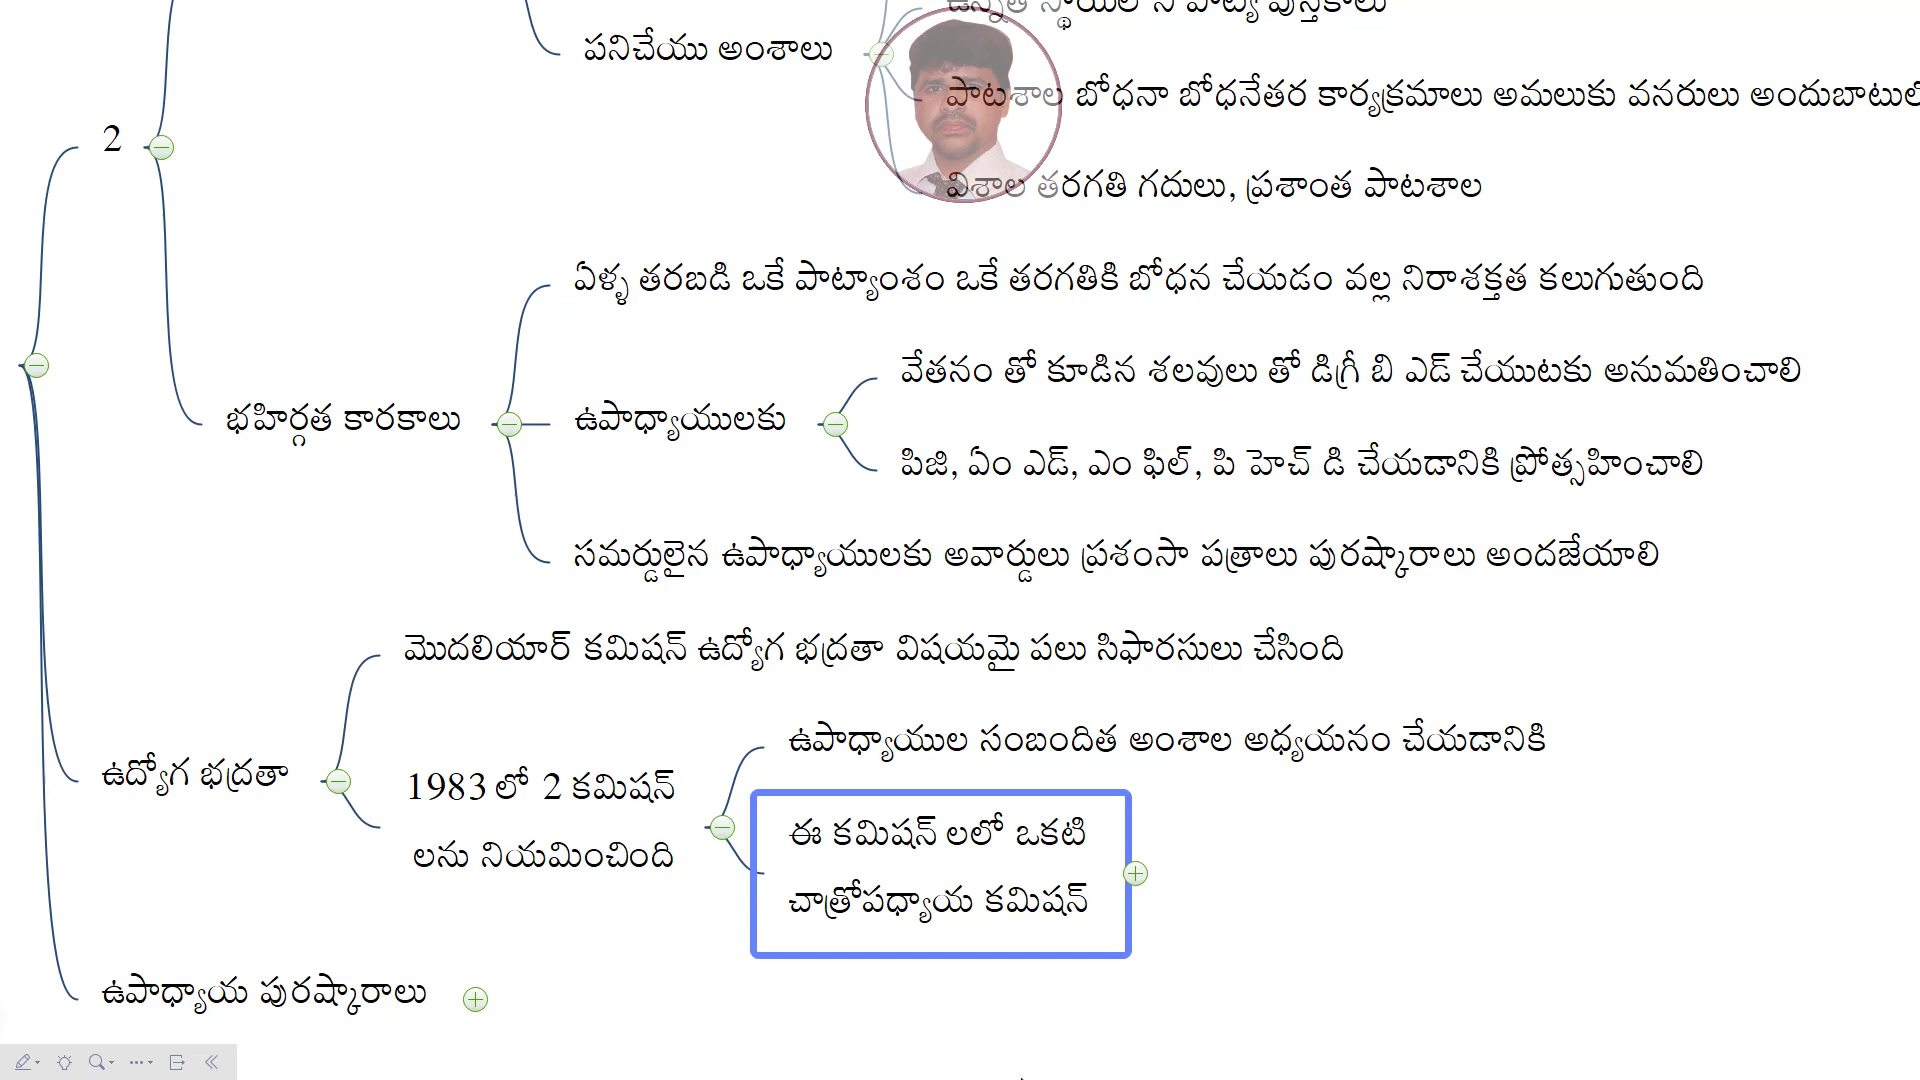 పనిచేయు అంశాలు
పాటశాల బోధనా బోధనేతర కార్యక్రమాలు అమలుకు వనరులు
విశాల తరగతి గదులు, ప్రశాంత పాటశాల
2
ఏళ్ళ తరబడి ఒకే పాట్యాంశం ఒకే తరగతికి బోధన చేయడం వల్ల నిరాశక్తత కలుగుతుంది
వేతనం తో కూడిన శలవులు తో డిగ్రీ బి ఎడ్ చేయుటకు అనుమతించాలి
భహిర్గత కారకాలు
ఉపాధ్యాయులకు
పిజి, ఏం ఎడ్, ఎం ఫిల్, పి హెచ్ డి చేయడానికి ప్రోత్సహించాలి
సమర్డులైన ఉపాధ్యాయులకు అవార్డులు ప్రశంసా పత్రాలు పురష్కారాలు అందజేయాలి
మొదలియార్ కమిషన్ ఉద్యోగ భద్రతా విషయమై పలు సిఫారసులు చేసింది
ఉపాధ్యాయుల సంబందిత అంశాల అధ్యయనం చేయడానికి
ఉద్యోగ భద్రతా
1983 లో 2 కమిషన్
లను నియమించింది
ఈ కమిషన్ లలో ఒకటి
చాత్రోపధ్యాయ కమిషన్
ఉపాధ్యాయ పురష్కారాలు